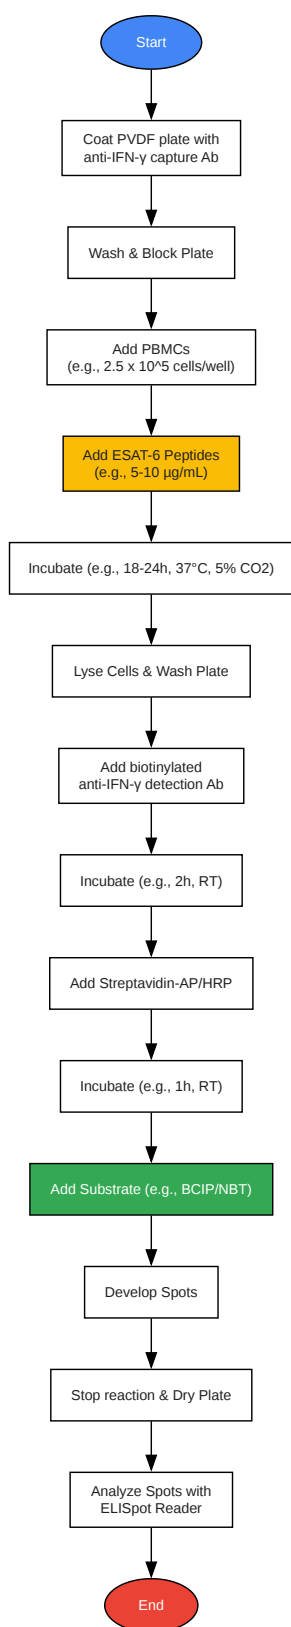 Start
Coat PVDF plate with
anti-IFN-γ capture Ab
Wash & Block Plate
Add PBMCs
(e.g., 2.5 x 10^5 cells/well)
Add ESAT-6 Peptides
(e.g., 5-10 µg/mL)
Incubate (e.g., 18-24h, 37°C, 5% CO2)
Lyse Cells & Wash Plate
Add biotinylated
anti-IFN-γ detection Ab
Incubate (e.g., 2h, RT)
Add Streptavidin-AP/HRP
Incubate (e.g., 1h, RT)
Add Substrate (e.g., BCIP/NBT)
Develop Spots
Stop reaction & Dry Plate
Analyze Spots with
ELISpot Reader
End